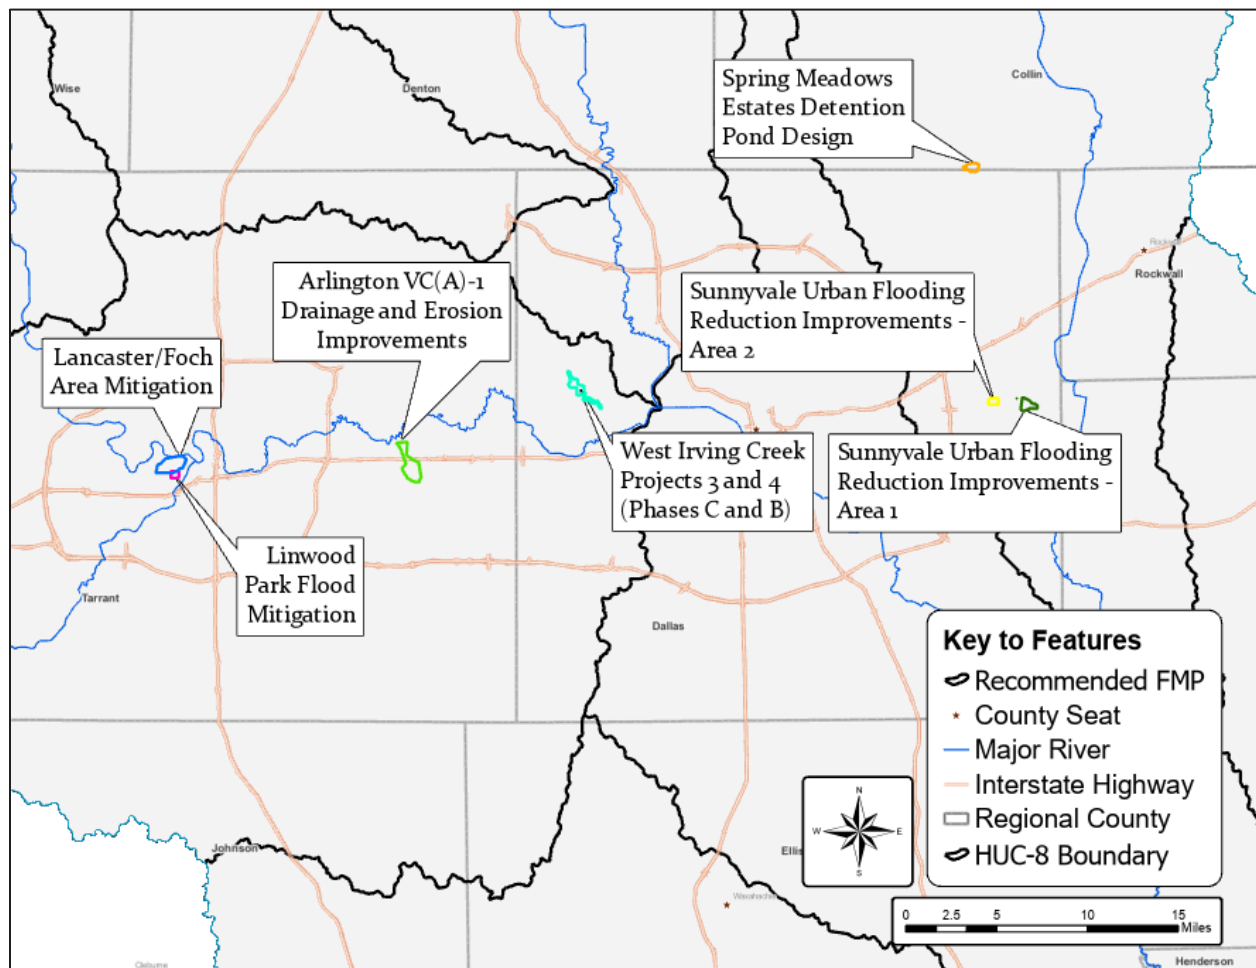 Wise
Denton
Collin
Spring Meadows
Estates Detention
Pond Design
Rockwall
Rockwall
Arlington VC(A)-1
Drainage and Erosion
Improvements
Sunnyvale Urban Flooding
Reduction Improvements -
Area 2
Lancaster/Foch
Area Mitigation
West Irving Creek
Projects 3 and 4
(Phases C and B)
Sunnyvale Urban Flooding
Reduction Improvements -
Area 1
Linwood
Park Flood
Mitigation
Tarrant
Dallas
Key to Features
Recommended FMP
County Seat
Major River
Interstate Highway
Regional County
HUC-8 Boundary
N
W
E
S
Johnson
Ellis
Waxahachie
0 2.5 5 10 15
Miles
Cleburne
Henderson